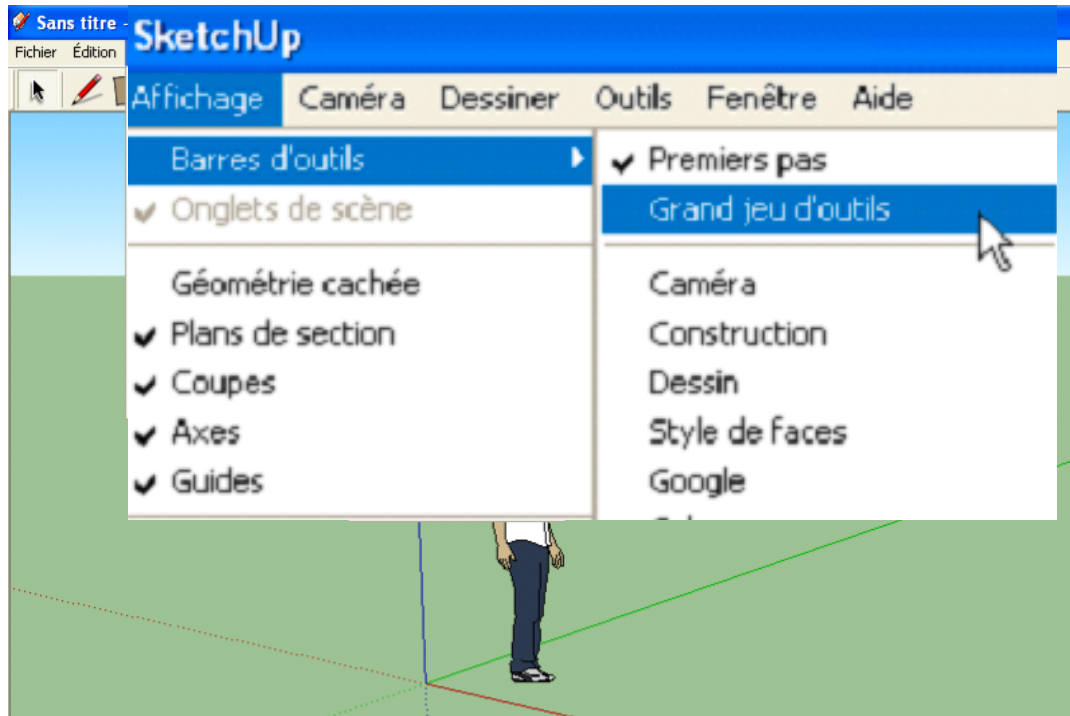 Sans titre -
SketchUp
Fichier Édition
Affichage Caméra Dessiner Outils Fenêtre Aide
Barres d'outils
Onglets de scène
Géométrie cachée
Plans de section
Coupes
Axes
Guides
Premiers pas
Grand jeu d'outils
Caméra
Construction
Dessin
Style de faces
Google